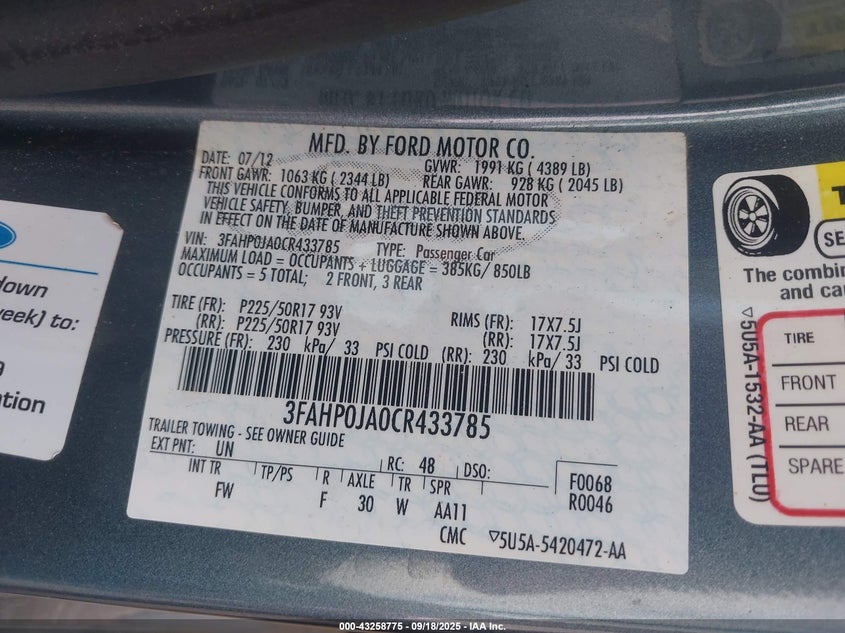 MFD. BY FORD MOTOR CO.
DATE: 07/12 GVWR: 1991 KG ( 4389 LB)
FRONT GAWR: 1063 KG ( 2344 LB) REAR GAWR: 928 KG ( 2045 LB)
THIS VEHICLE CONFORMS TO ALL APPLICABLE FEDERAL MOTOR
VEHICLE SAFETY, BUMPER, AND THEFT PREVENTION STANDARDS
IN EFFECT ON THE DATE OF MANUFACTURE SHOWN ABOVE.
VIN: 3FAHP0JA0CR433785 TYPE: Passenger Car
MAXIMUM LOAD = OCCUPANTS + LUGGAGE = 385KG/ 850LB
OCCUPANTS = 5 TOTAL; 2 FRONT, 3 REAR
TIRE (FR): P225/50R17 93V RIMS (FR): 17X7.5J
(RR): P225/50R17 93V (RR): 17X7.5J
PRESSURE (FR): 230 kPa/ 33 PSI COLD (RR): 230 kPa/ 33 PSI COLD
3FAHP0JA0CR433785
TRAILER TOWING - SEE OWNER GUIDE
EXT PNT: UN RC: 48 DSO:
INT TR TP/PS R AXLE TR SPR F0068
FW F 30 W AA11 R0046
CMC ▽5U5A-5420472-AA
down
week) to:
ation
The combin
and ca
TIRE
FRONT
REAR
SPARE
▽5U5A-1532-AA (TLU)
000-43258775 - 09/18/2025 - IAA Inc.